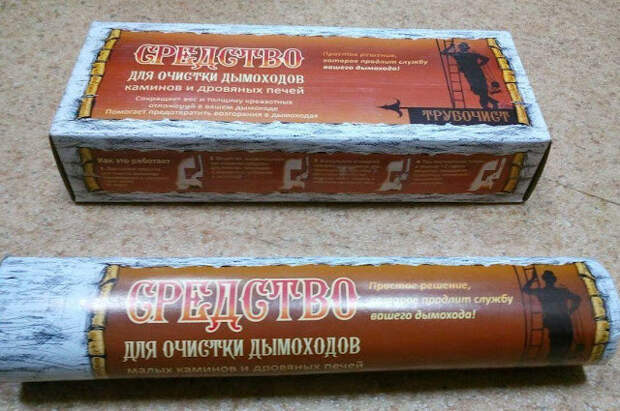 СРЕДСТВО
ДЛЯ ОЧИСТКИ ДЫМОХОДОВ
КАМИНОВ И ДРОВЯНЫХ ПЕЧЕЙ
Сокращает вес и толщину креазотных
отложений в вашем дымоходе
Помогает предотвратить возгорания в дымоходах
Простое решение,
которое продлит службу
вашего дымохода!
ТРУБОЧИСТ
Как это работает
СРЕДСТВО
ДЛЯ ОЧИСТКИ ДЫМОХОДОВ
МАЛЫХ КАМИНОВ И ДРОВЯНЫХ ПЕЧЕЙ
Простое решение,
которое продлит службу
вашего дымохода!